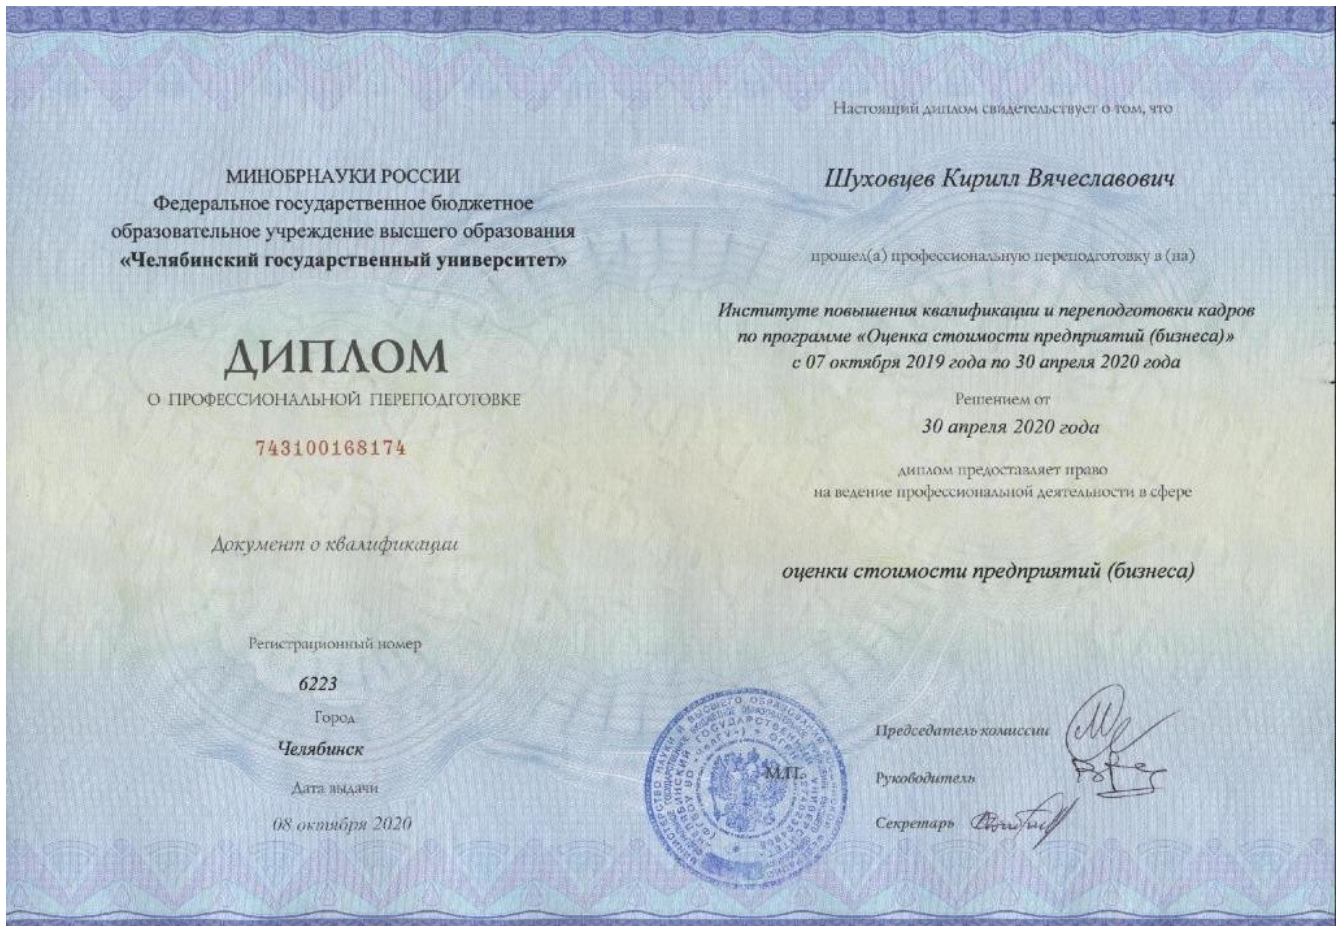 МИНОБРНАУКИ РОССИИ
Федеральное государственное бюджетное
образовательное учреждение высшего образования
«Челябинский государственный университет»
ДИПЛОМ
О ПРОФЕССИОНАЛЬНОЙ ПЕРЕПОДГОТОВКЕ
743100168174
Документ о квалификации
Регистрационный номер
6223
Город
Челябинск
Дата выдачи
08 октября 2020
Настоящий диплом свидетельствует о том, что
Шуховцев Кирилл Вячеславович
прошел(а) профессиональную переподготовку в (на)
Институте повышения квалификации и переподготовки кадров
по программе «Оценка стоимости предприятий (бизнеса)»
с 07 октября 2019 года по 30 апреля 2020 года
Решением от
30 апреля 2020 года
диплом предоставляет право
на ведение профессиональной деятельности в сфере
оценки стоимости предприятий (бизнеса)
М.П.
Председатель комиссии
Руководитель
Секретарь